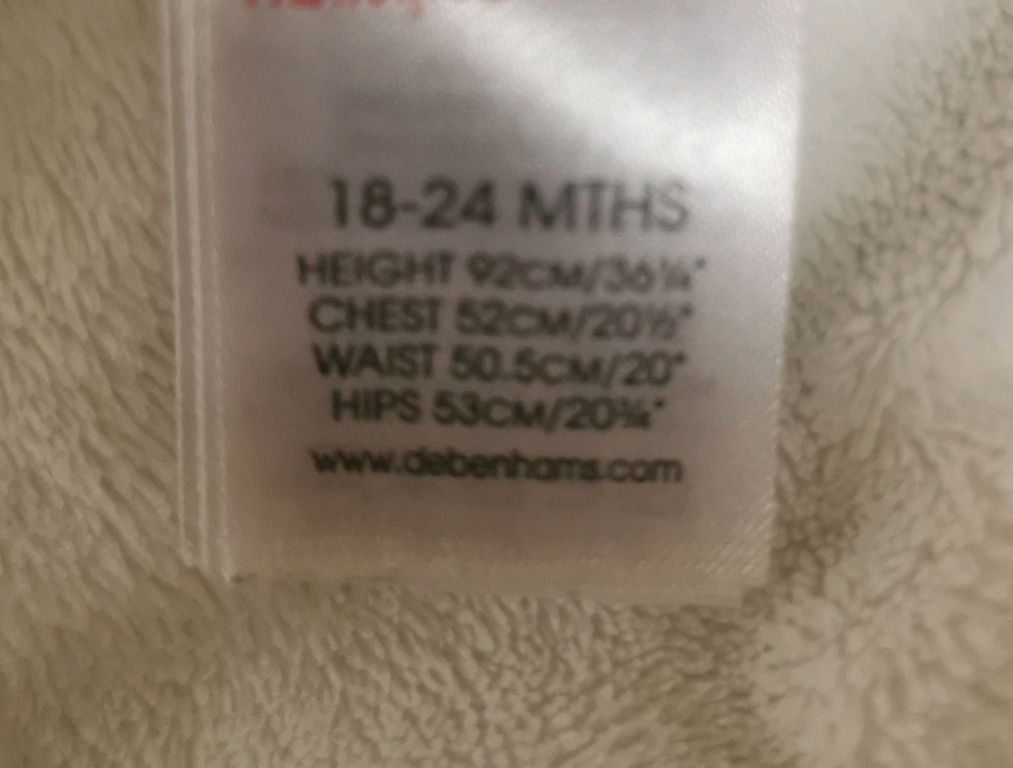 18-24 MTHS
HEIGHT 92CM/36¼"
CHEST 52CM/20½"
WAIST 50.5CM/20"
HIPS 53CM/20¾"
www.debenhams.com